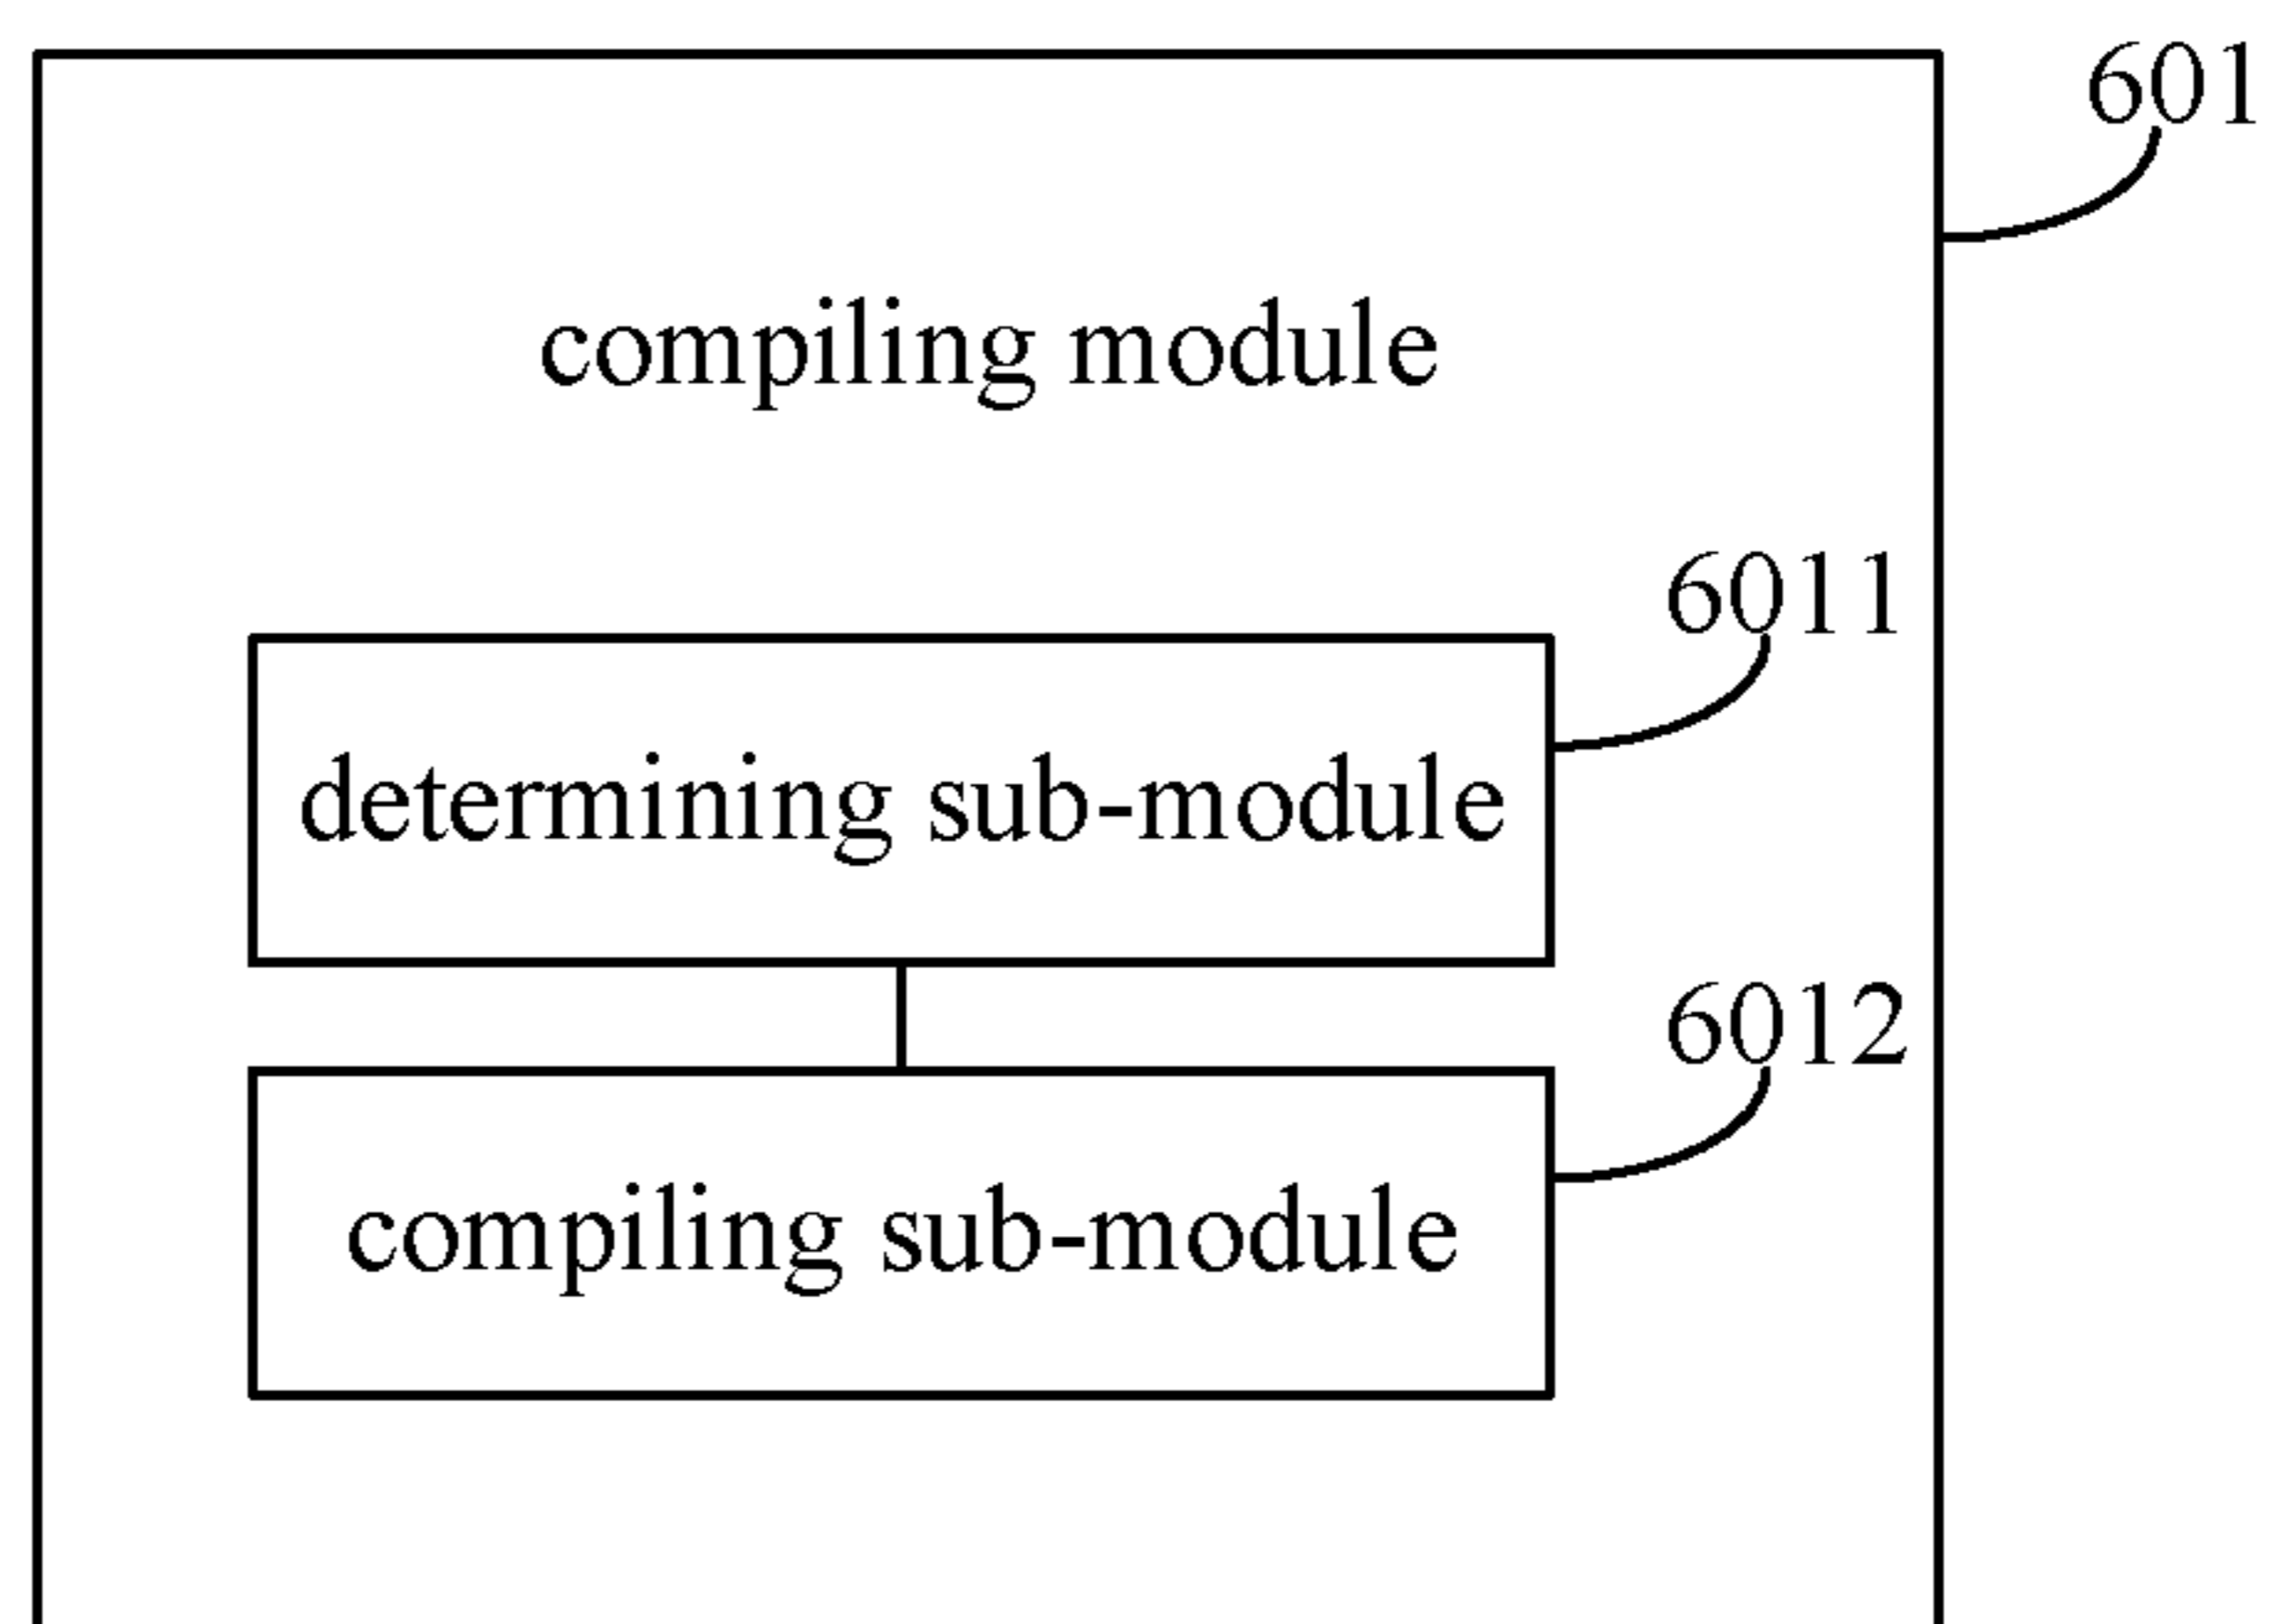 601
compiling module
6011
determining sub-module
6012
compiling sub-module